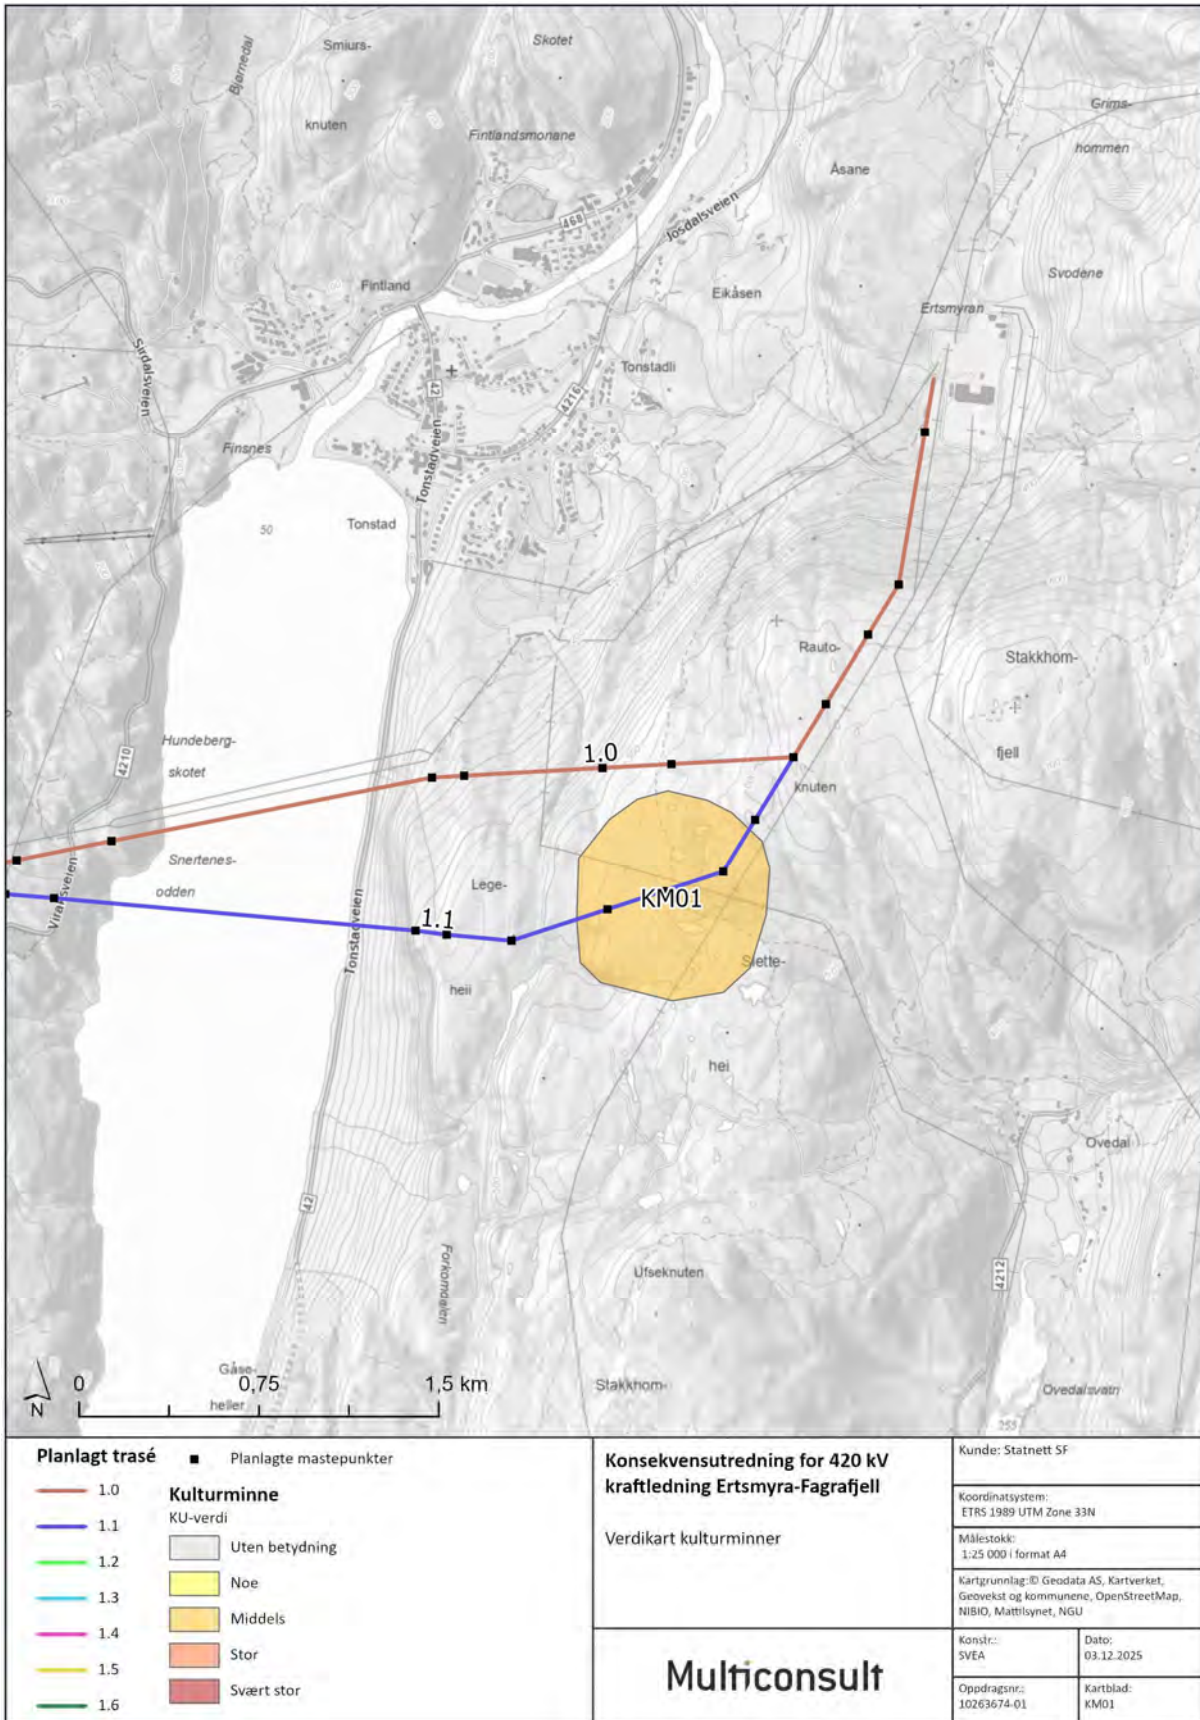 Skotet
Smiurs-
Bjørnedal
knuten
Fintlandsmonane
Grims-
hommen
Åsane
468
Josdalsveien
Svodene
Fintland
Eikåsen
Ertsmyran
Sirdalsveien
42
Tonstadli
4216
Finsnes
Tonstadveien
50
Tonstad
Rauto-
Stakkhom-
Hundeberg-
skotet
4210
1.0
fjell
knuten
Snertenes-
odden
Lege-
KM01
1.1
Tonstadveien
Slette-
heii
hei
Ovedal
42
Ufseknuten
4212
Gåse-
heller
Stakkhom-
Ovedalsvatn
253
N
0 0,75 1,5 km
Planlagt trasé
1.0
1.1
1.2
1.3
1.4
1.5
1.6
Planlagte mastepunkter
Kulturminne
KU-verdi
Uten betydning
Noe
Middels
Stor
Svært stor
Konsekvensutredning for 420 kV
kraftledning Ertsmyra-Fagrafjell
Verdikart kulturminner
Multiconsult
Kunde: Statnett SF
Koordinatsystem:
ETRS 1989 UTM Zone 33N
Målestokk:
1:25 000 i format A4
Kartgrunnlag:© Geodata AS, Kartverket,
Geovekst og kommunene, OpenStreetMap,
NIBIO, Mattilsynet, NGU
Konstr.:
SVEA
Dato:
03.12.2025
Oppdragsnr.:
10263674-01
Kartblad:
KM01